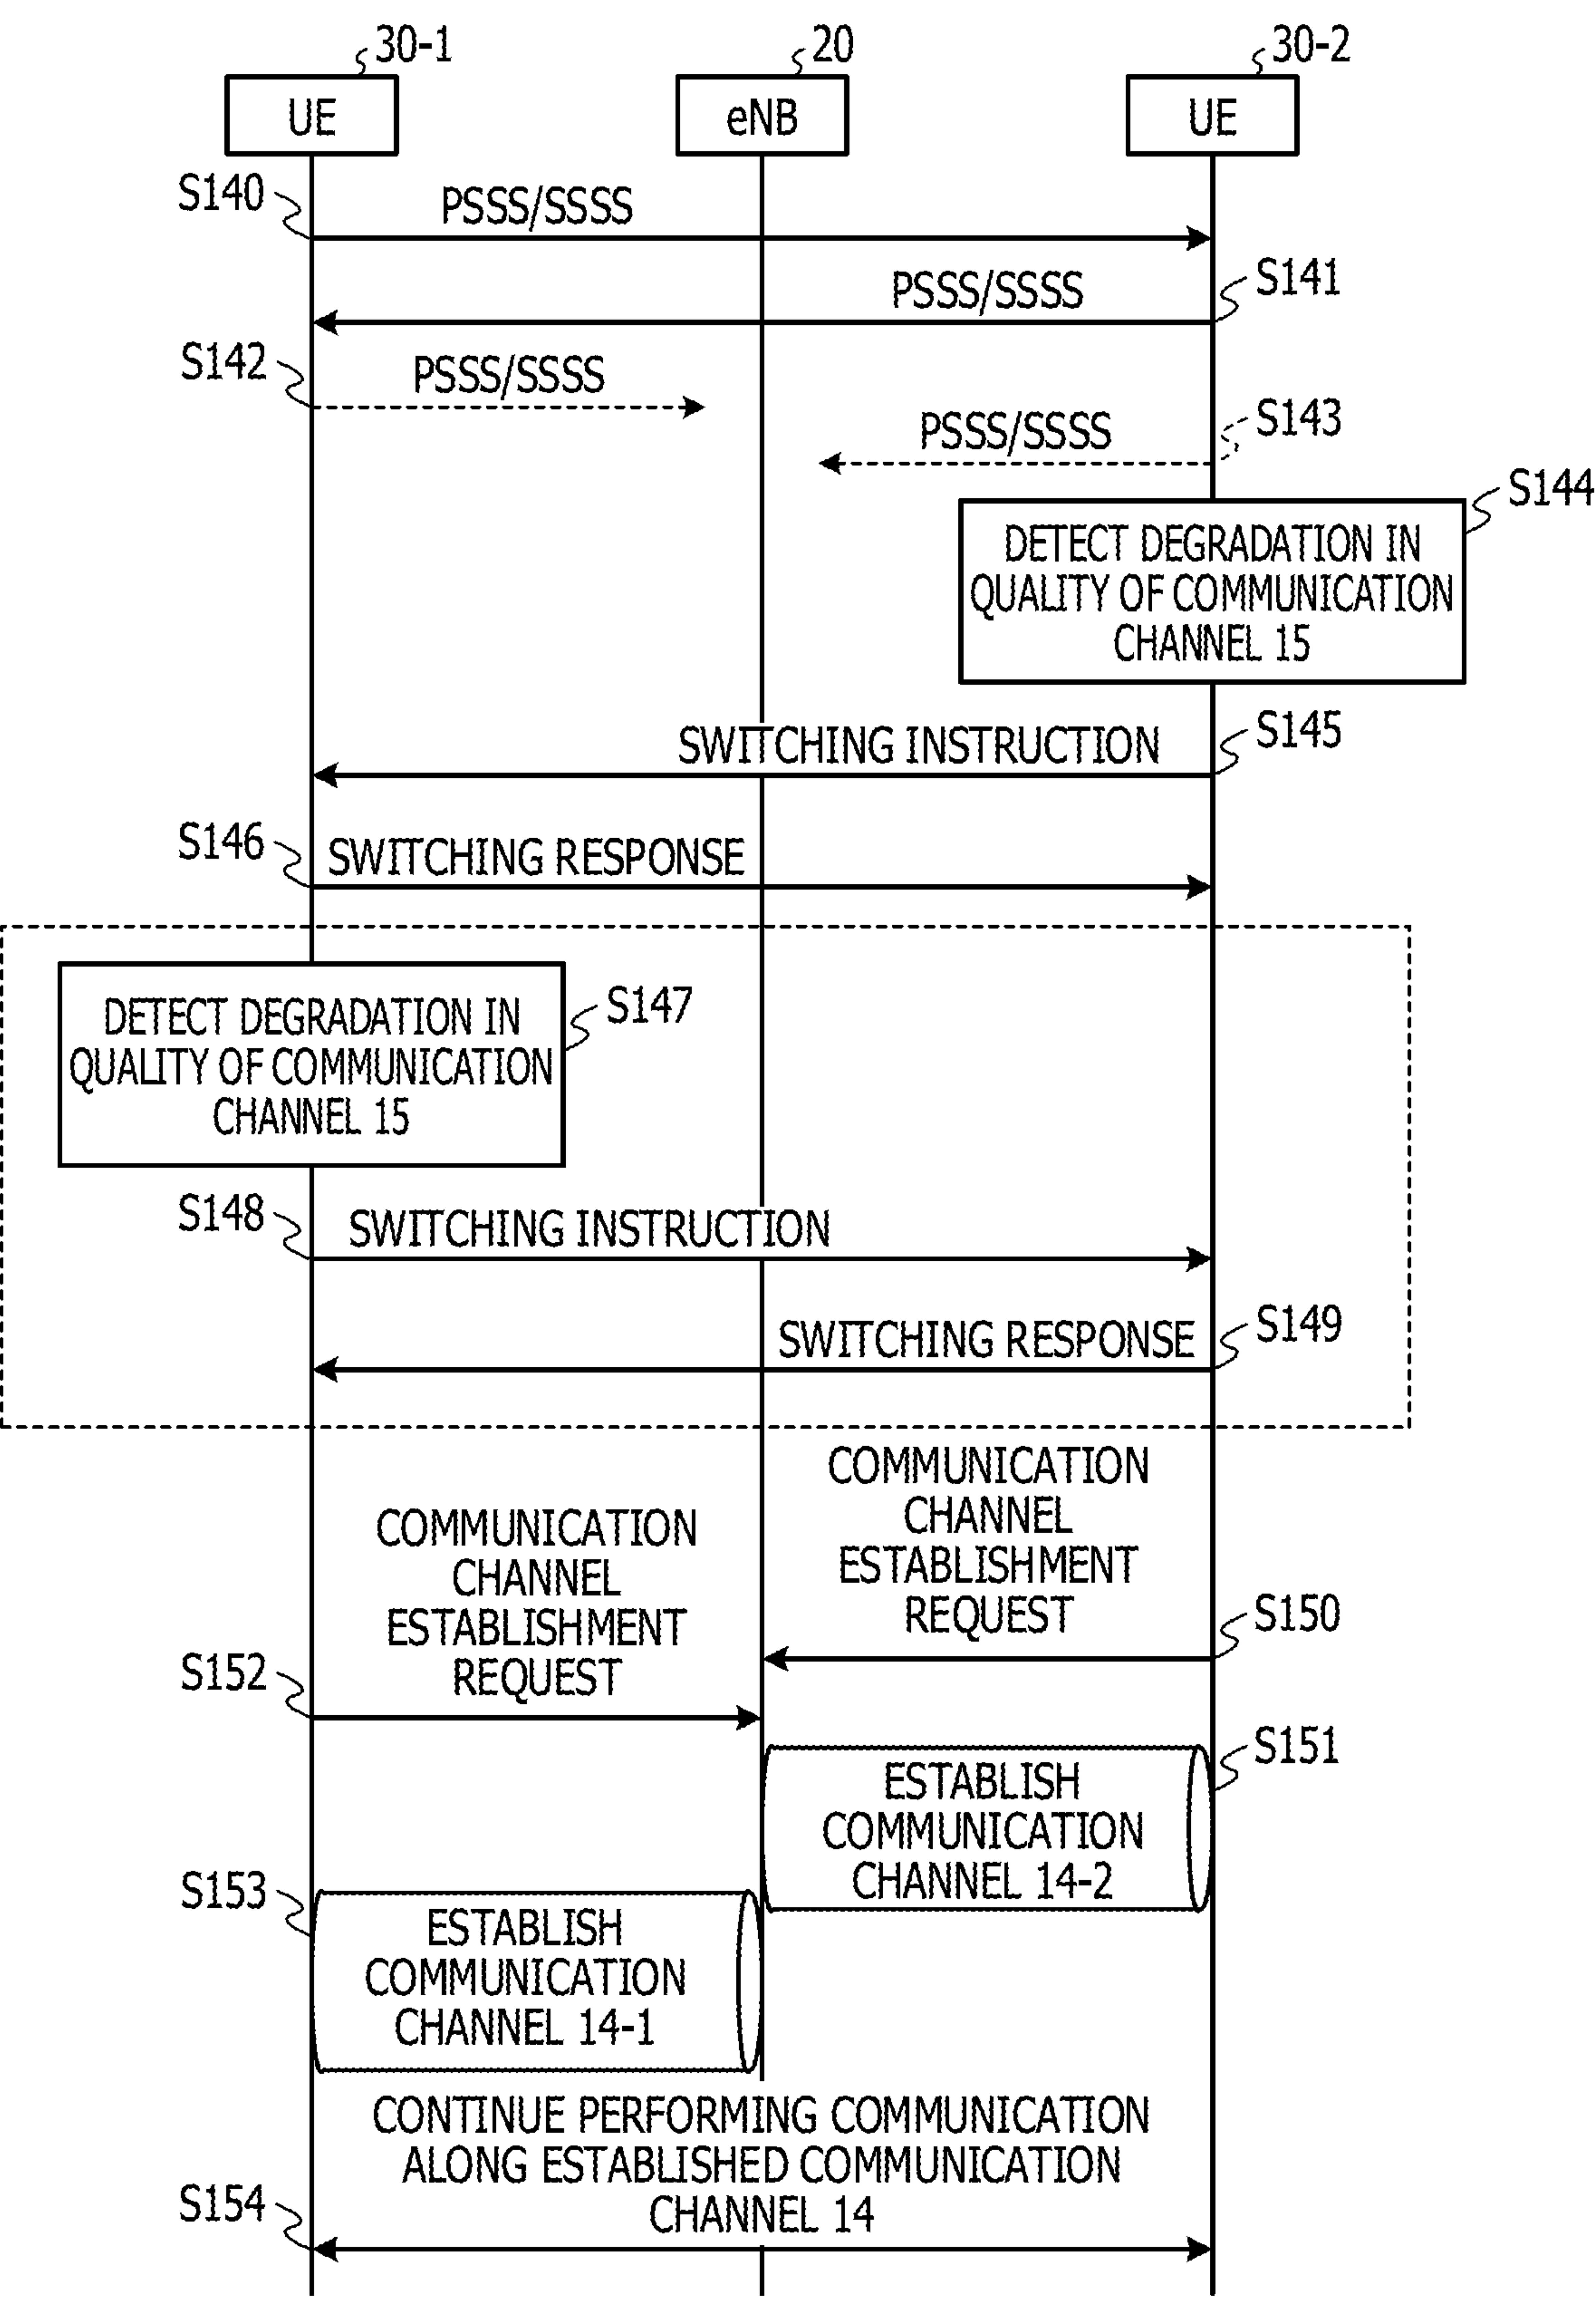 30-1
20
30-2
UE
eNB
UE
S140
PSSS/SSSS
PSSS/SSSS
S141
S142
PSSS/SSSS
PSSS/SSSS
S143
S144
DETECT DEGRADATION IN
QUALITY OF COMMUNICATION
CHANNEL 15
SWITCHING INSTRUCTION
S145
S146
SWITCHING RESPONSE
DETECT DEGRADATION IN
QUALITY OF COMMUNICATION
CHANNEL 15
S147
S148
SWITCHING INSTRUCTION
SWITCHING RESPONSE
S149
COMMUNICATION
CHANNEL
ESTABLISHMENT
REQUEST
S150
COMMUNICATION
CHANNEL
ESTABLISHMENT
REQUEST
S152
S151
ESTABLISH
COMMUNICATION
CHANNEL 14-2
S153
ESTABLISH
COMMUNICATION
CHANNEL 14-1
CONTINUE PERFORMING COMMUNICATION
ALONG ESTABLISHED COMMUNICATION
CHANNEL 14
S154